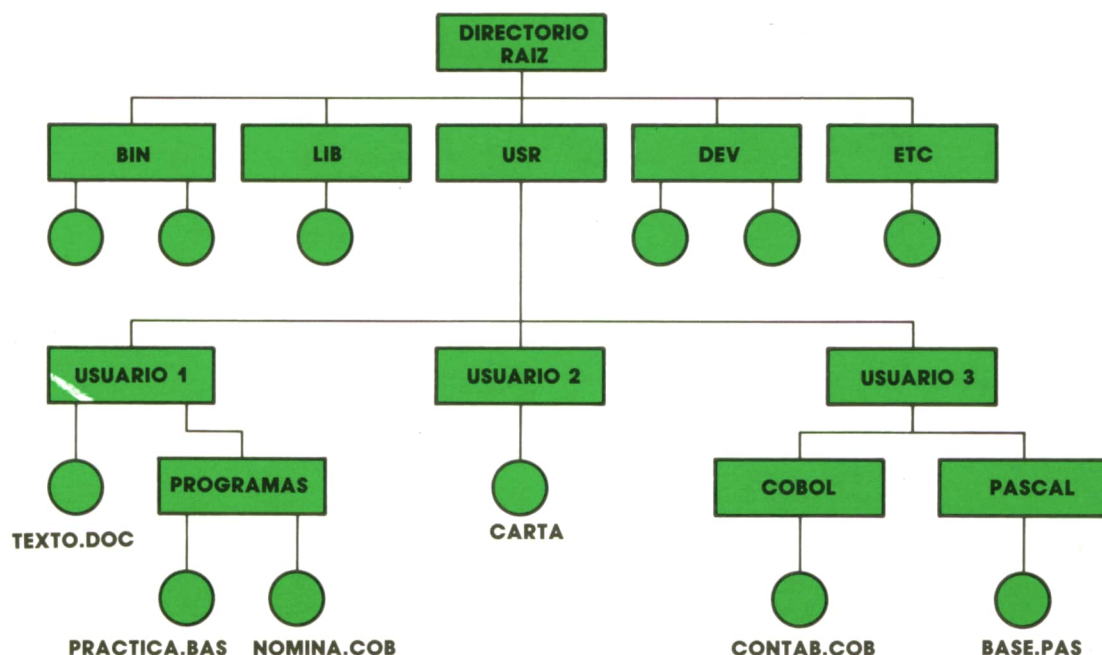 DIRECTORIO
RAIZ
BIN
LIB
USR
DEV
ETC
USUARIO 1
USUARIO 2
USUARIO 3
PROGRAMAS
COBOL
PASCAL
TEXTO.DOC
CARTA
PRACTICA.BAS
NOMINA.COB
CONTAB.COB
BASE.PAS